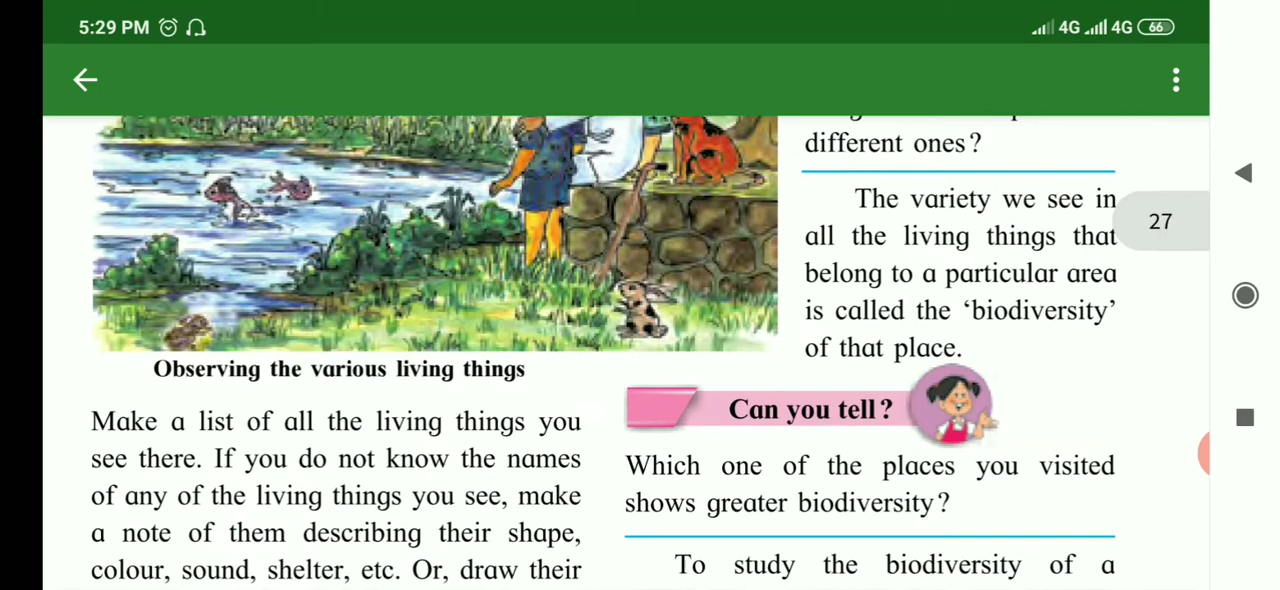 5:29 PM
4G 4G 66
different ones?
The variety we see in
all the living things that
belong to a particular area
is called the ‘biodiversity’
of that place.
27
Observing the various living things
Make a list of all the living things you
see there. If you do not know the names
of any of the living things you see, make
a note of them describing their shape,
colour, sound, shelter, etc. Or, draw their
Can you tell?
Which one of the places you visited
shows greater biodiversity?
To study the biodiversity of a